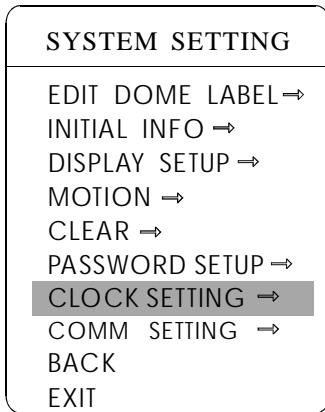 SYSTEM SETTING
EDIT DOME LABEL⇒
INITIAL INFO ⇒
DISPLAY SETUP ⇒
MOTION ⇒
CLEAR ⇒
PASSWORD SETUP ⇒
CLOCK SETTING ⇒
COMM SETTING ⇒
BACK
EXIT